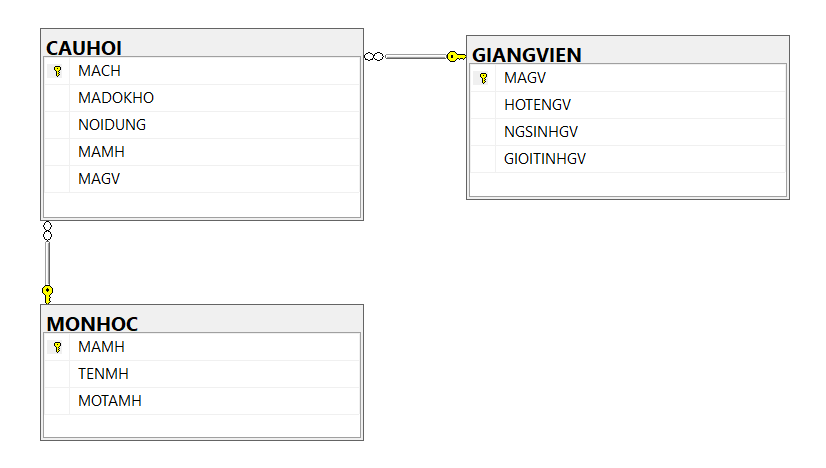 CAUHOI
MACH
MADOKHO
NOIDUNG
MAMH
MAGV
GIANGVIEN
MAGV
HOTENGV
NGSINHGV
GIOITINHGV
MONHOC
MAMH
TENMH
MOTAMH